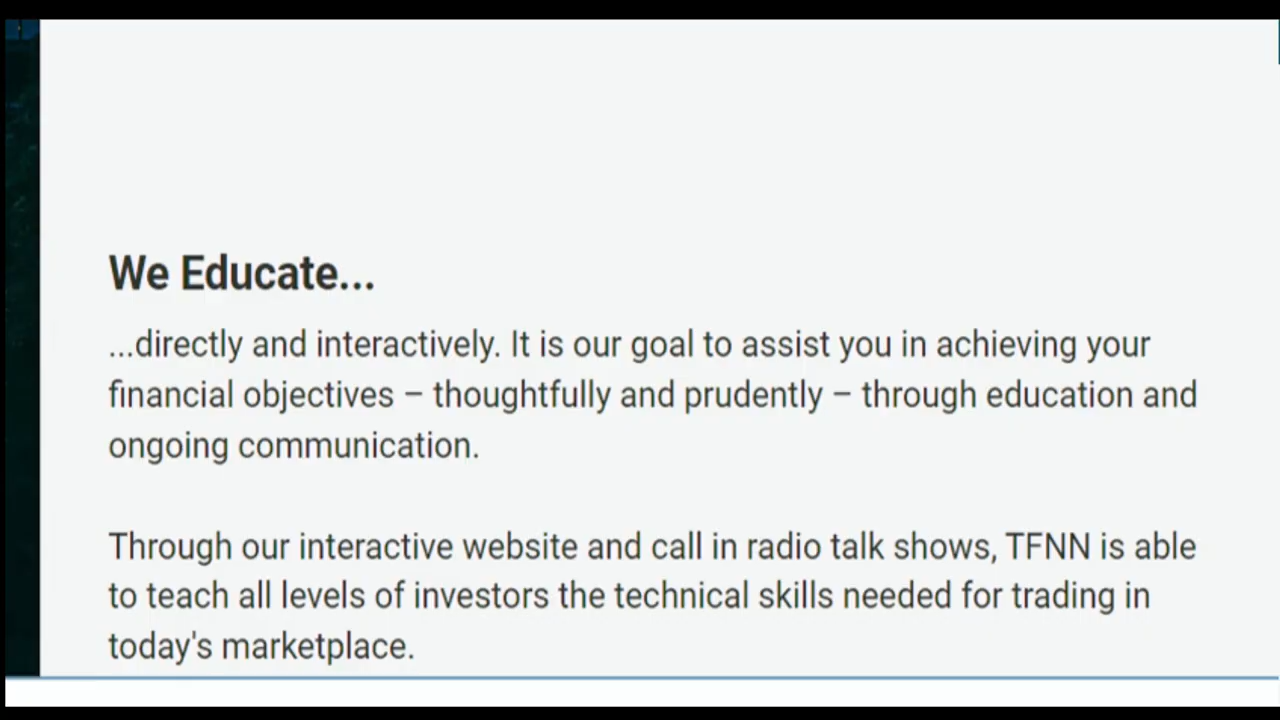 We Educate...
...directly and interactively. It is our goal to assist you in achieving your
financial objectives – thoughtfully and prudently – through education and
ongoing communication.
Through our interactive website and call in radio talk shows, TFNN is able
to teach all levels of investors the technical skills needed for trading in
today's marketplace.